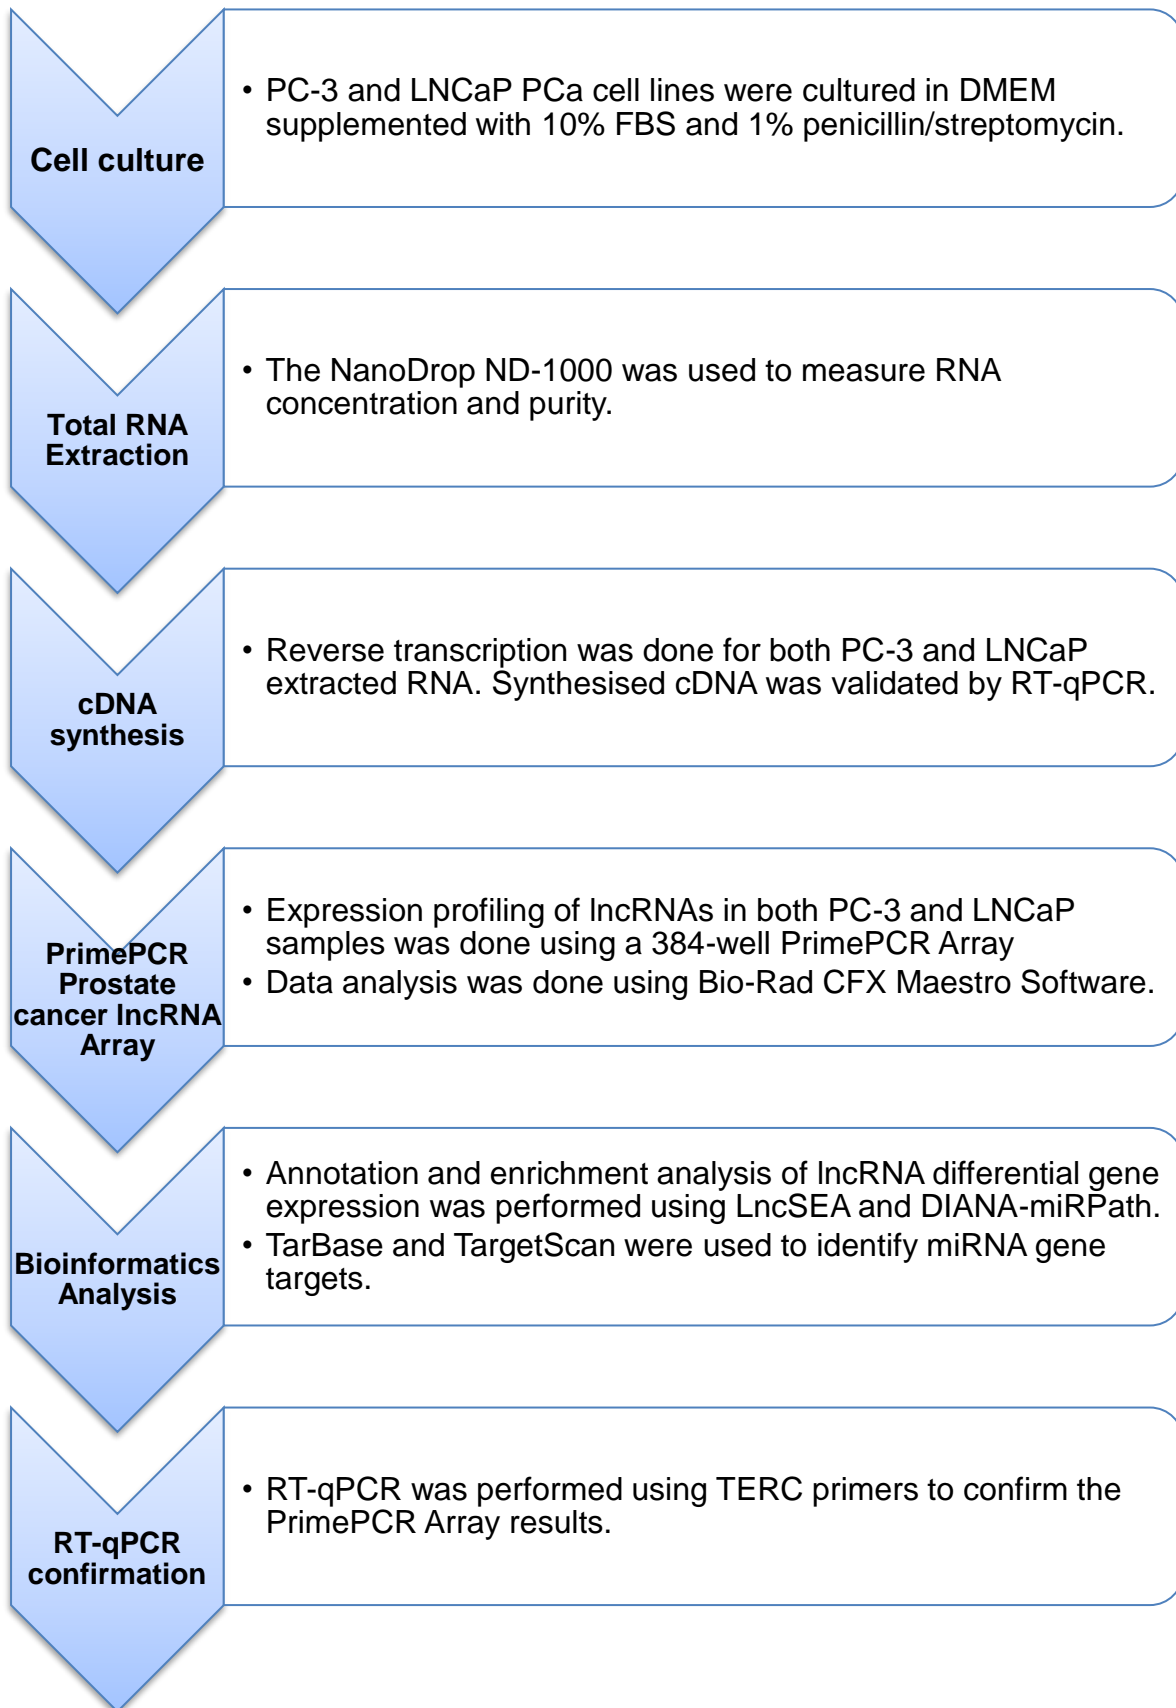 Cell culture
• PC-3 and LNCaP PCa cell lines were cultured in DMEM
supplemented with 10% FBS and 1% penicillin/streptomycin.
Total RNA
Extraction
• The NanoDrop ND-1000 was used to measure RNA
concentration and purity.
cDNA
synthesis
• Reverse transcription was done for both PC-3 and LNCaP
extracted RNA. Synthesised cDNA was validated by RT-qPCR.
PrimePCR
Prostate
cancer lncRNA
Array
• Expression profiling of lncRNAs in both PC-3 and LNCaP
samples was done using a 384-well PrimePCR Array
• Data analysis was done using Bio-Rad CFX Maestro Software.
Bioinformatics
Analysis
• Annotation and enrichment analysis of lncRNA differential gene
expression was performed using LncSEA and DIANA-miRPath.
• TarBase and TargetScan were used to identify miRNA gene
targets.
RT-qPCR
confirmation
• RT-qPCR was performed using TERC primers to confirm the
PrimePCR Array results.